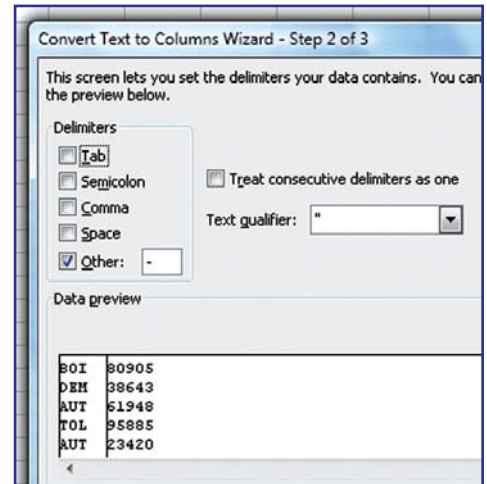 Convert Text to Columns Wizard - Step 2 of 3
This screen lets you set the delimiters your data contains. You can
the preview below.
Delimiters
Tab
Semicolon
Comma
Space
Other: -
Treat consecutive delimiters as one
Text qualifier: "
Data preview
BOI 80905
DEM 38643
AUT 61948
TOL 95885
AUT 23420